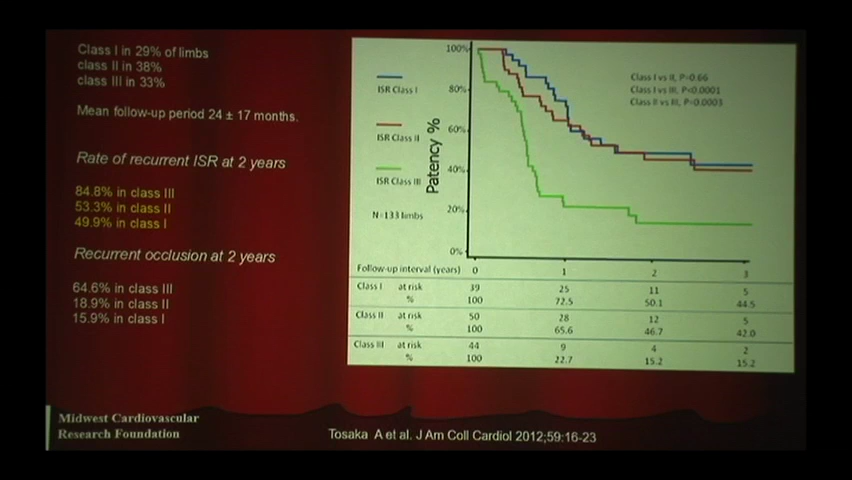 Class I in 29% of limbs
class II in 38%
class III in 33%
Mean follow-up period 24 ± 17 months.
Rate of recurrent ISR at 2 years
84.8% in class III
53.3% in class II
49.9% in class I
Recurrent occlusion at 2 years
64.6% in class III
18.9% in class II
15.9% in class I
Patency %
100%
80%
60%
40%
20%
0%
ISR Class I
ISR Class II
ISR Class III
N=133 limbs
Class I vs II, P=0.66
Class I vs III, P<0.0001
Class II vs III, P=0.0003
Follow-up interval (years) 0 1 2 3
Class I at risk 39 25 11 5
% 100 72.5 50.1 44.5
Class II at risk 50 28 12 5
% 100 65.6 46.7 42.0
Class III at risk 44 9 4 2
% 100 22.7 15.2 15.2
Midwest Cardiovascular
Research Foundation
Tosaka A et al. J Am Coll Cardiol 2012;59:16-23